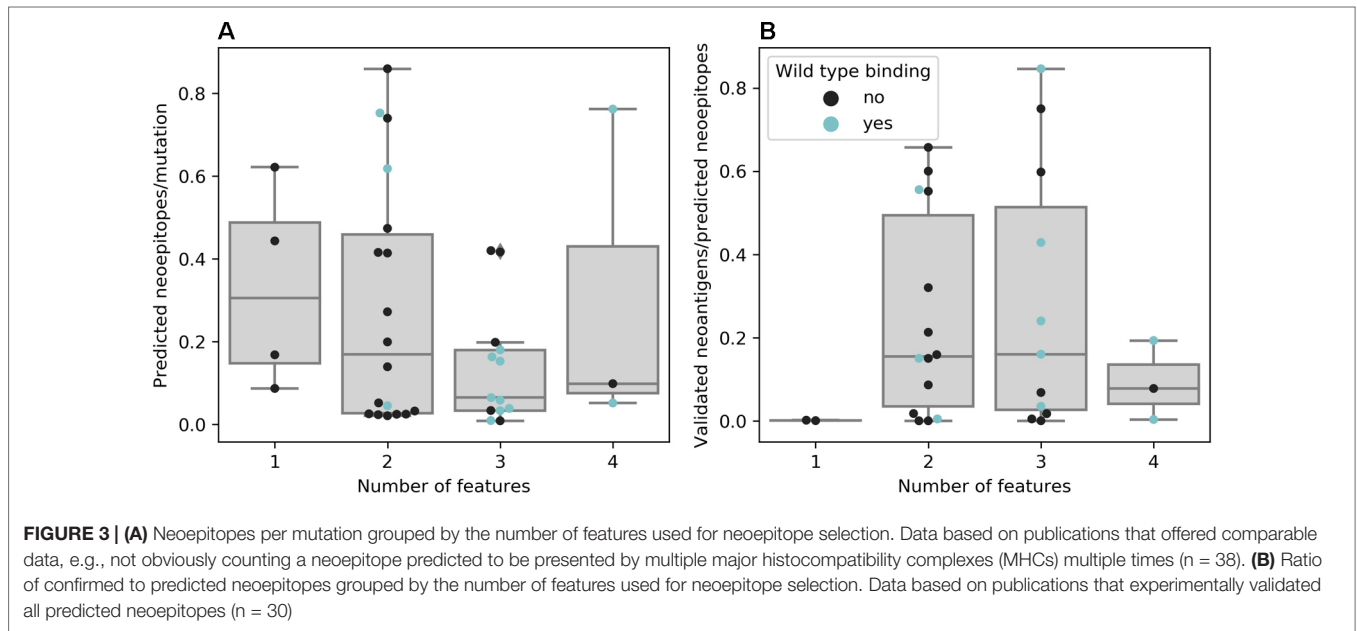 A
Predicted neoepitopes/mutation
0.8
0.6
0.4
0.2
0.0
1 2 3 4
Number of features
B
Validated neoantigens/predicted neoepitopes
0.8
0.6
0.4
0.2
0.0
Wild type binding
no
yes
1 2 3 4
Number of features
FIGURE 3 | (A) Neoepitopes per mutation grouped by the number of features used for neoepitope selection. Data based on publications that offered comparable
data, e.g., not obviously counting a neoepitope predicted to be presented by multiple major histocompatibility complexes (MHCs) multiple times (n = 38). (B) Ratio
of confirmed to predicted neoepitopes grouped by the number of features used for neoepitope selection. Data based on publications that experimentally validated
all predicted neoepitopes (n = 30)